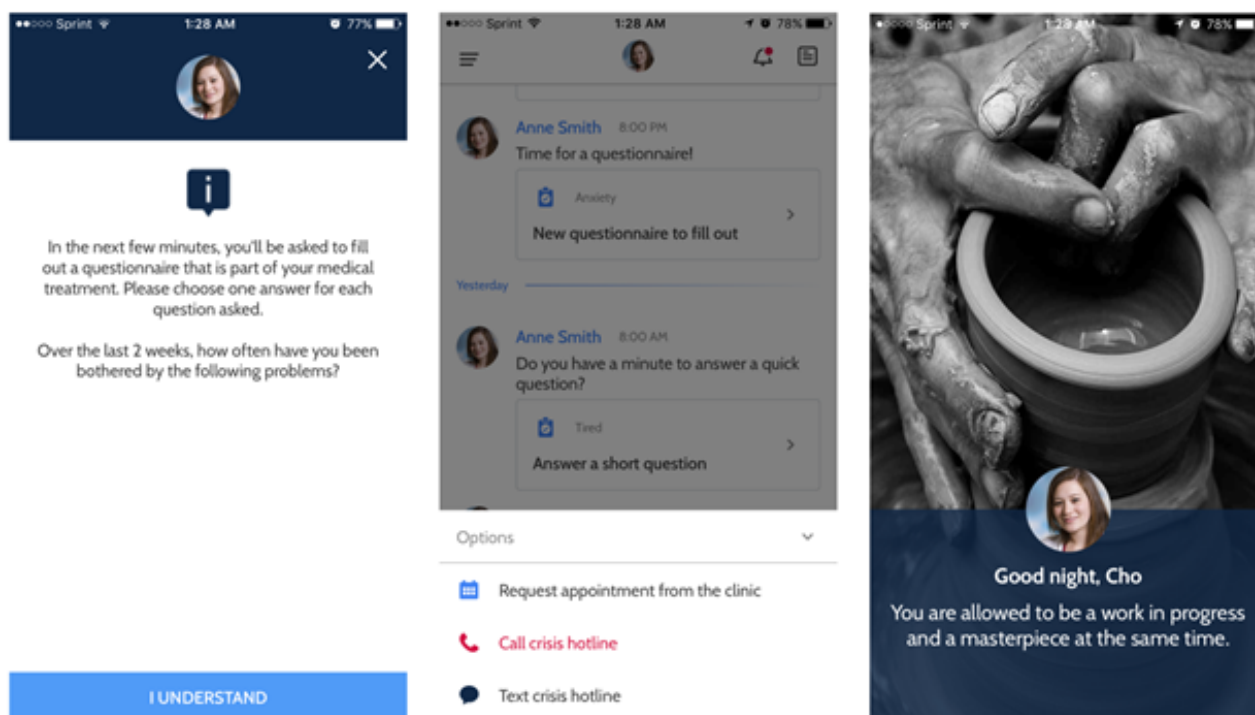 Sprint
1:28 AM
77%
In the next few minutes, you'll be asked to fill
out a questionnaire that is part of your medical
treatment. Please choose one answer for each
question asked.
Over the last 2 weeks, how often have you been
bothered by the following problems?
I UNDERSTAND
Sprint
1:28 AM
78%
Anne Smith 8:00 PM
Time for a questionnaire!
Anxiety
New questionnaire to fill out
Yesterday
Anne Smith 8:00 AM
Do you have a minute to answer a quick
question?
Tired
Answer a short question
Options
Request appointment from the clinic
Call crisis hotline
Text crisis hotline
Sprint
1:28 AM
78%
Good night, Cho
You are allowed to be a work in progress
and a masterpiece at the same time.